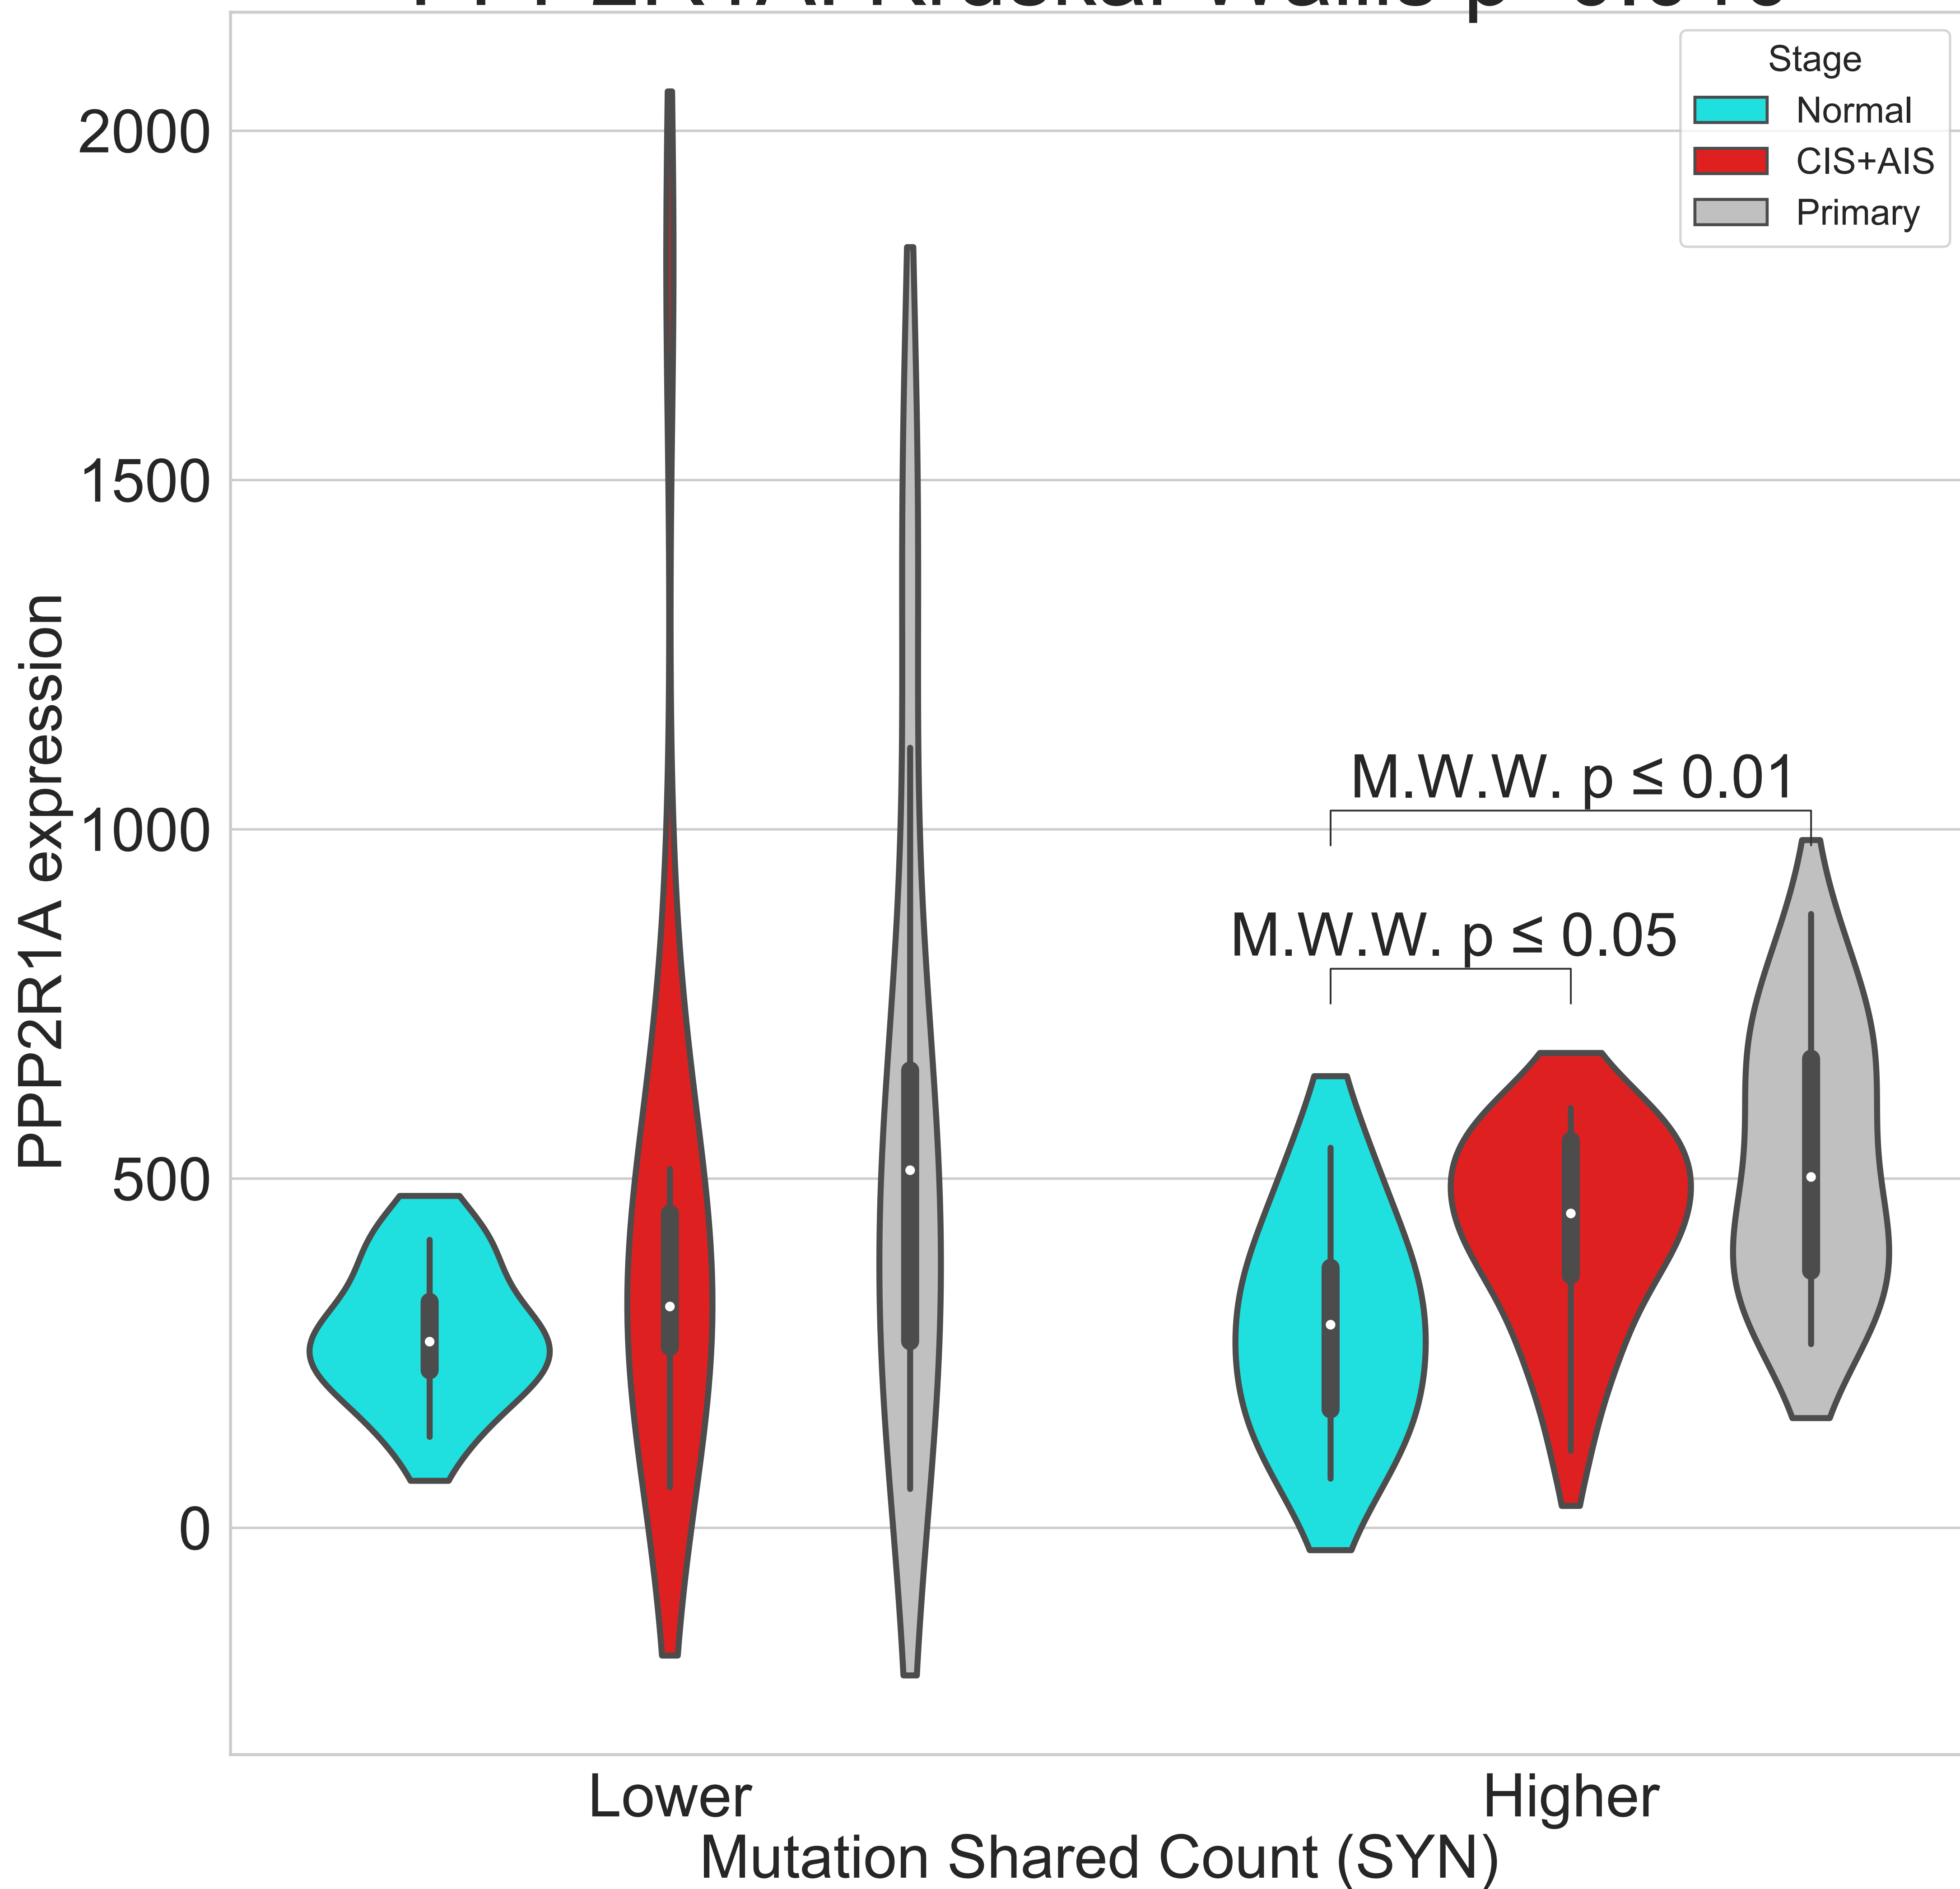 Stage
Normal
CIS+AIS
Primary
2000
1500
1000
500
0
PPP2R1A expression
M.W.W. p ≤ 0.01
M.W.W. p ≤ 0.05
Lower
Higher
Mutation Shared Count (SYN)